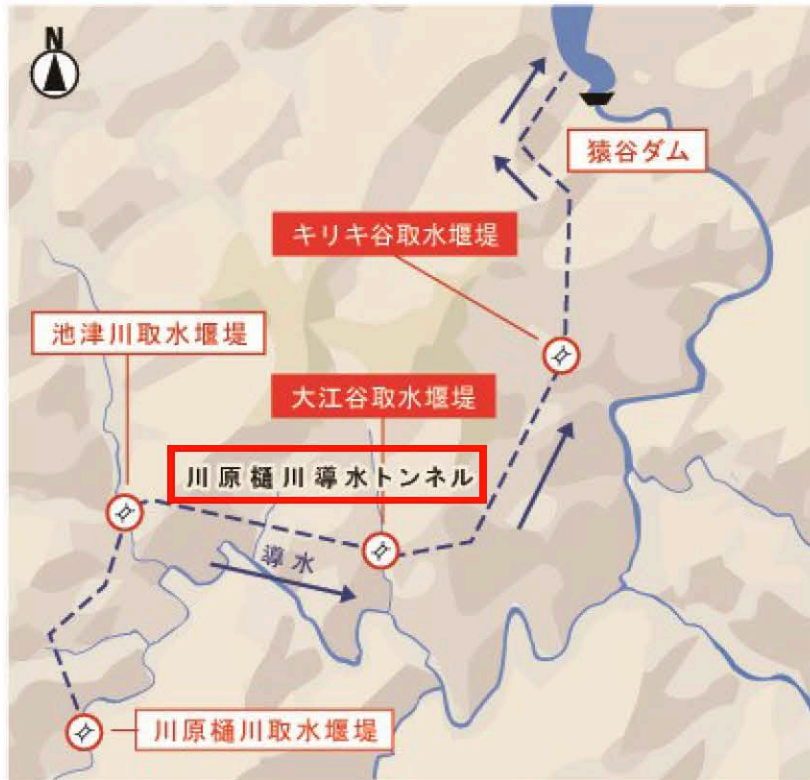 N
猿谷ダム
キリキ谷取水堰堤
池津川取水堰堤
大江谷取水堰堤
川原樋川導水トンネル
導水
川原樋川取水堰堤